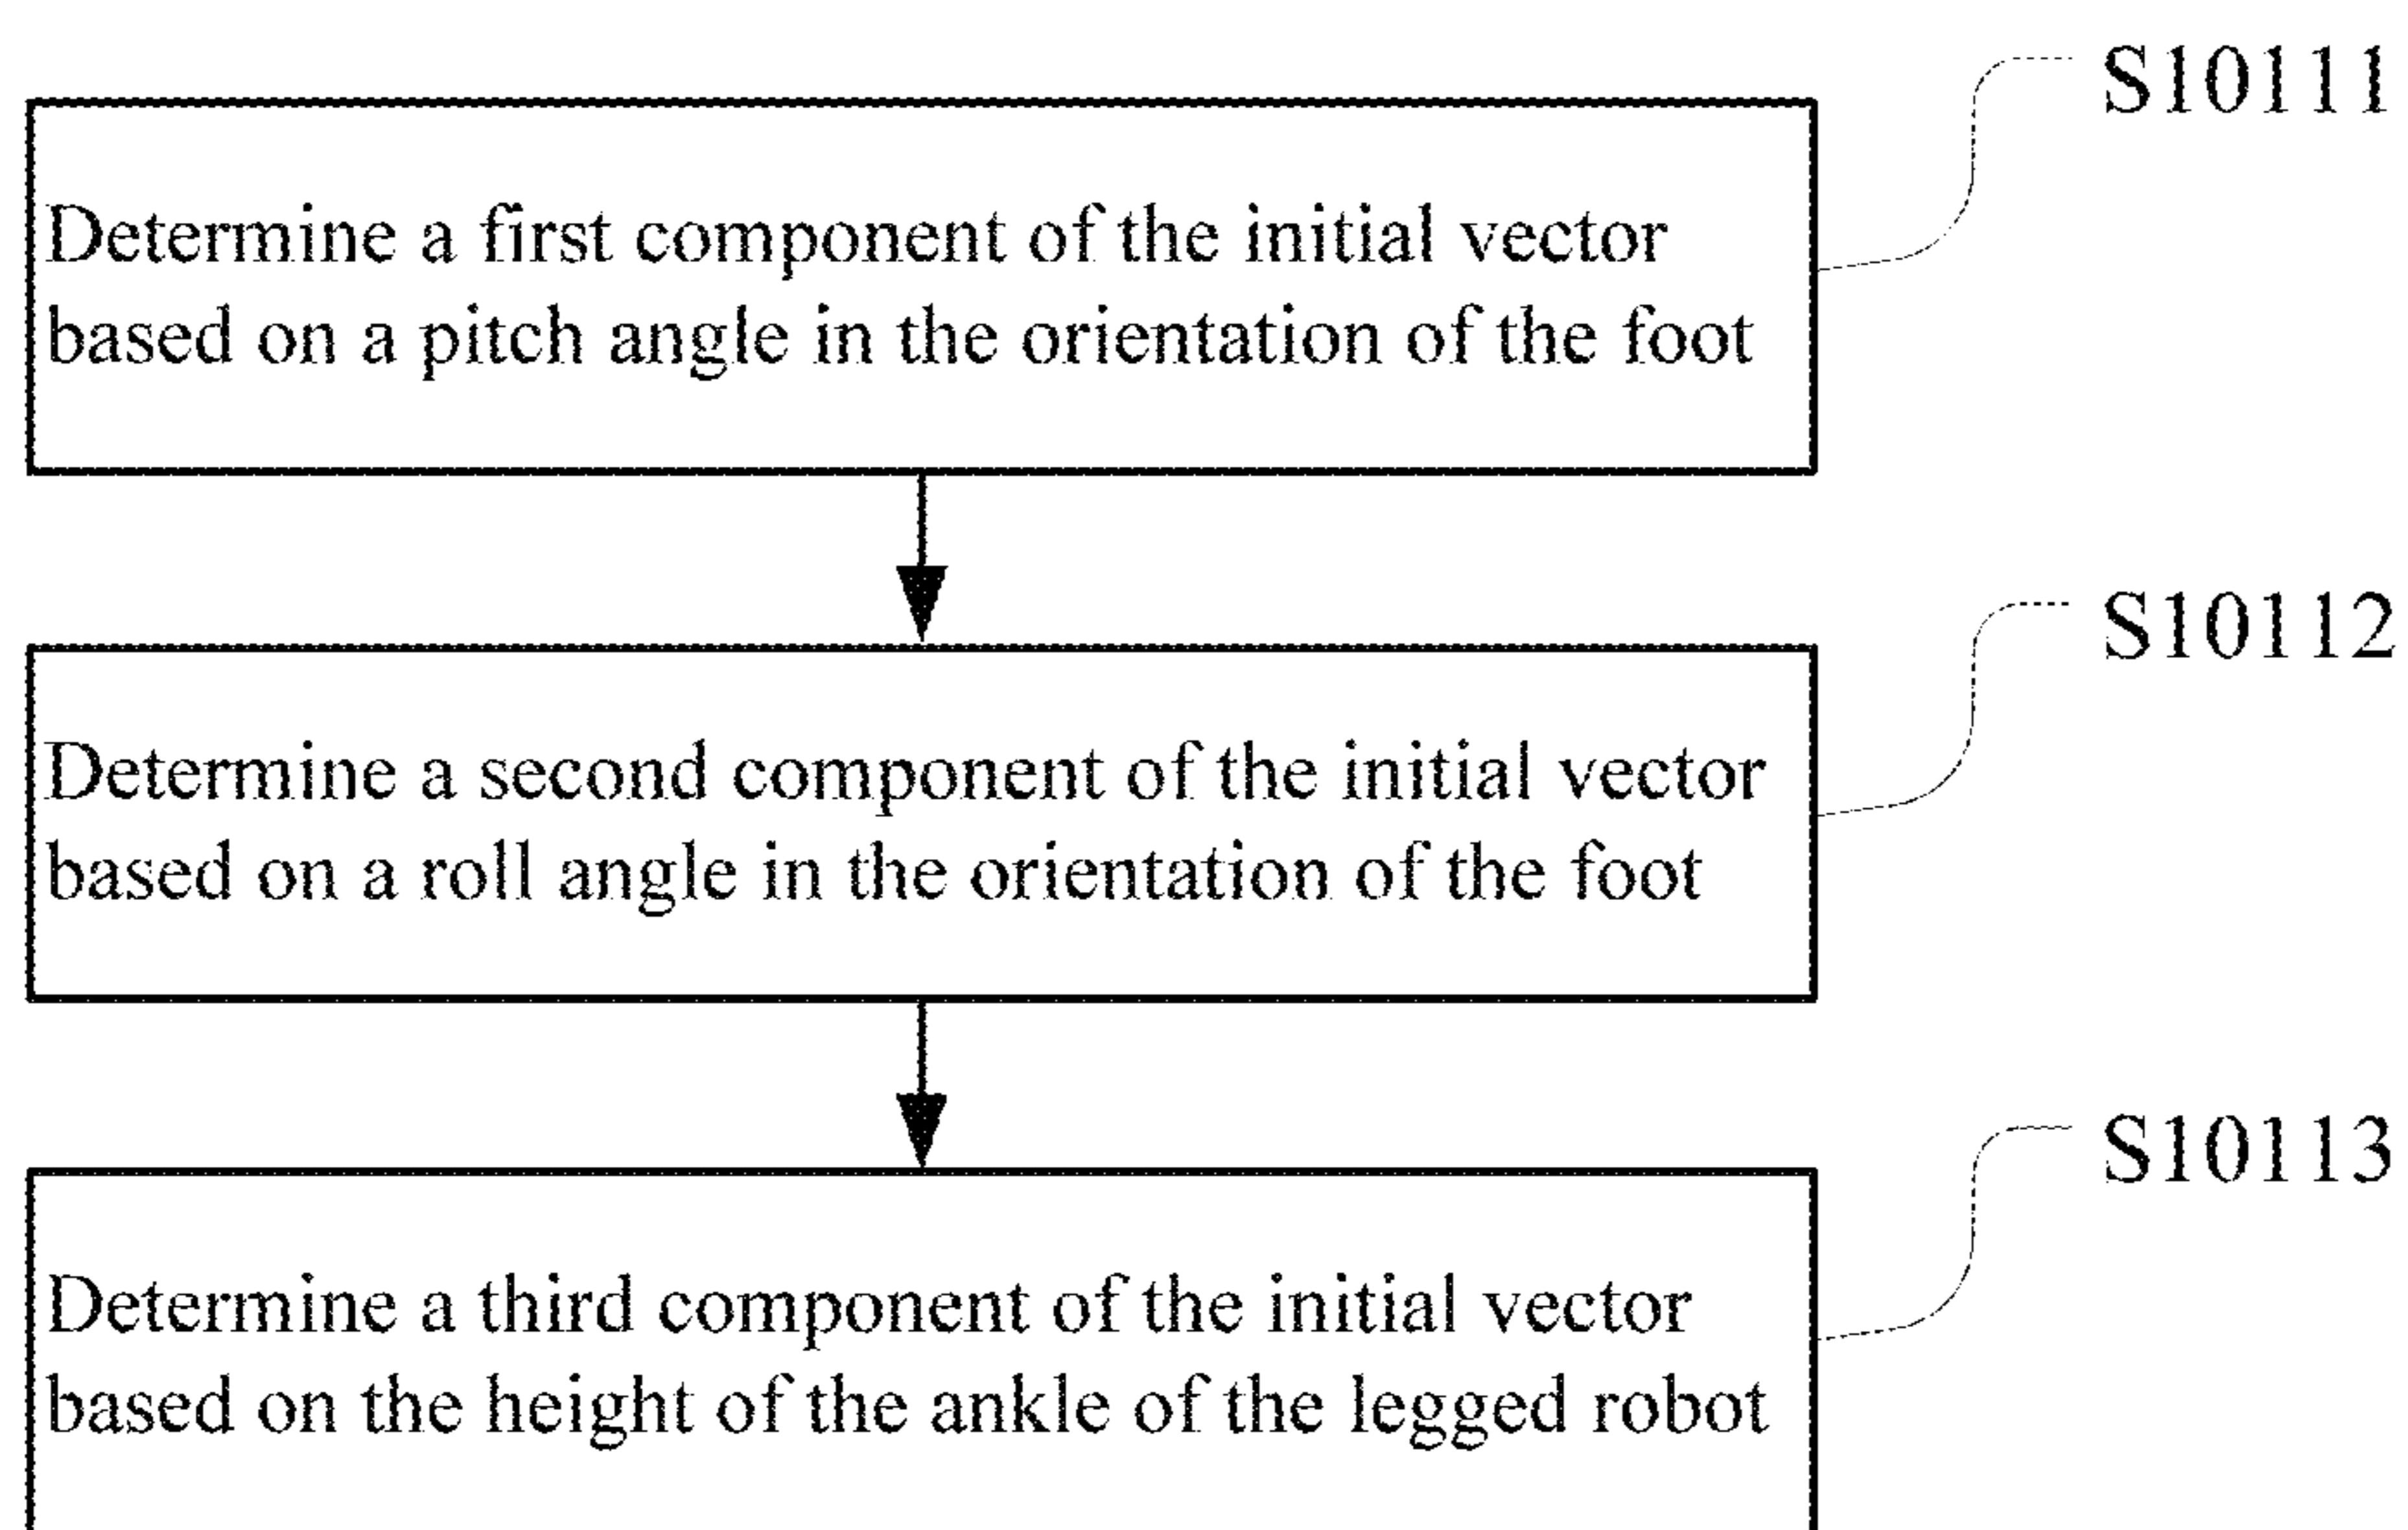 S10111
Determine a first component of the initial vector
based on a pitch angle in the orientation of the foot
S10112
Determine a second component of the initial vector
based on a roll angle in the orientation of the foot
S10113
Determine a third component of the initial vector
based on the height of the ankle of the legged robot